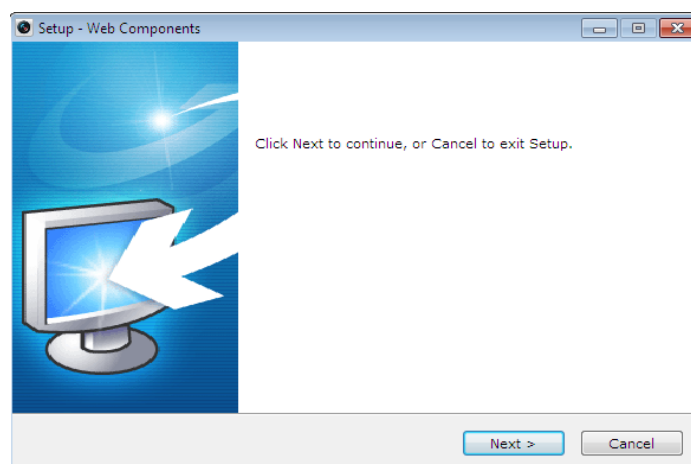 Setup - Web Components
Click Next to continue, or Cancel to exit Setup.
Next >
Cancel